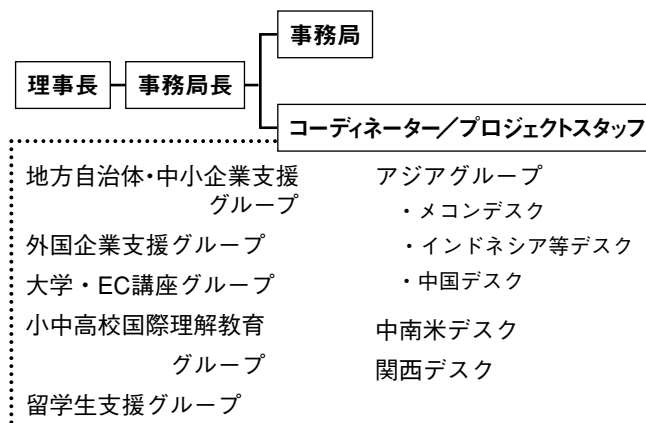 事務局
理事長
事務局長
コーディネーター／プロジェクトスタッフ
地方自治体・中小企業支援
グループ
外国企業支援グループ
大学・EC講座グループ
小中高校国際理解教育
グループ
留学生支援グループ
アジアグループ
・メコンデスク
・インドネシア等デスク
・中国デスク
中南米デスク
関西デスク